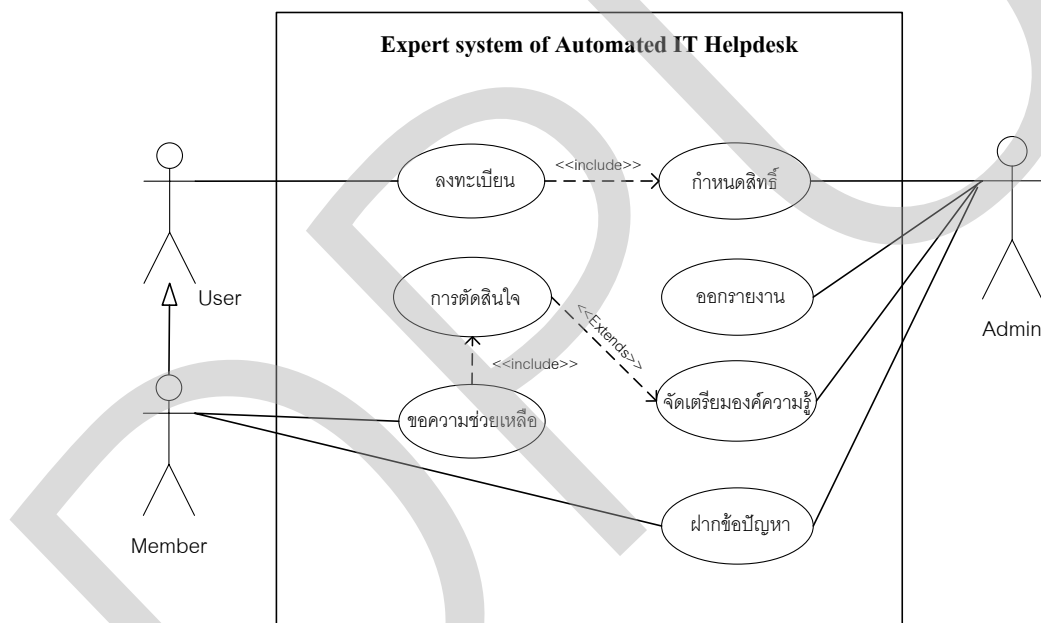 Expert system of Automated IT Helpdesk
<<include>>
ลงทะเบียน
กำหนดสิทธิ์
User
การตัดสินใจ
ออกรายงาน
<<Extends>>
Admin
<<include>>
ขอความช่วยเหลือ
จัดเตรียมองค์ความรู้
ฝากข้อปัญหา
Member
DPU